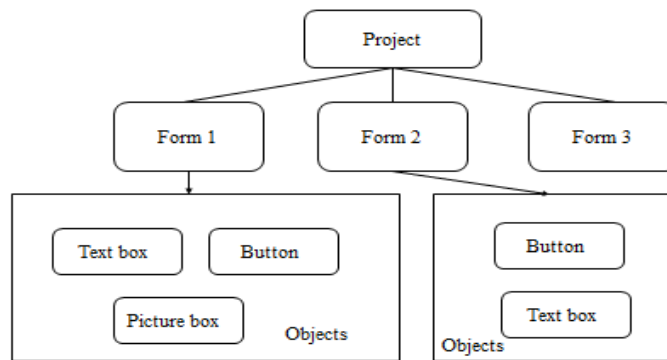 Project
Form 1
Form 2
Form 3
Text box
Button
Picture box
Objects
Button
Text box
Objects